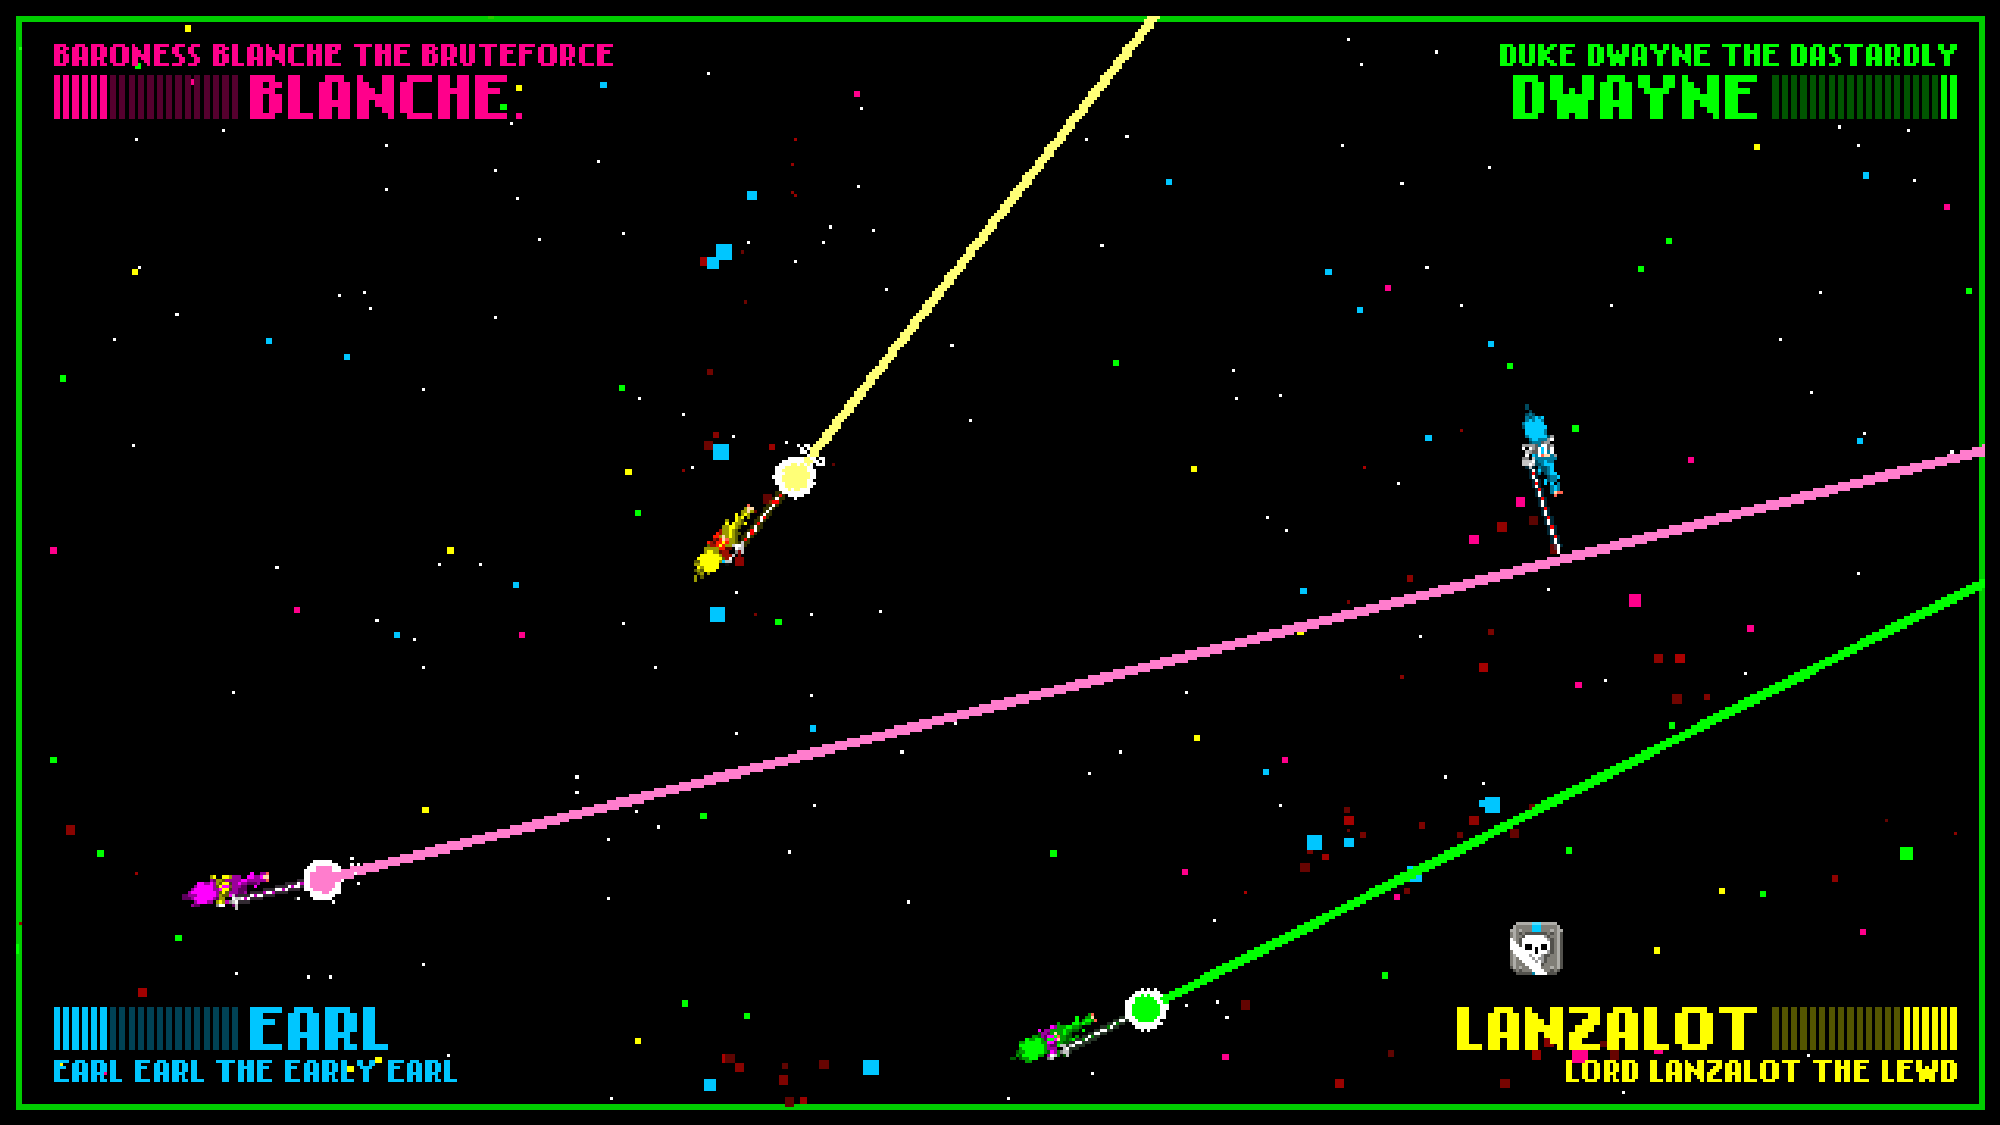 BARONESS BLANCHE THE BRUTEFORCE
BLANCHE
DUKE DWAYNE THE DASTARDLY
DWAYNE
EARL
EARL EARL THE EARLY EARL
LANZALOT
LORD LANZALOT THE LEWD